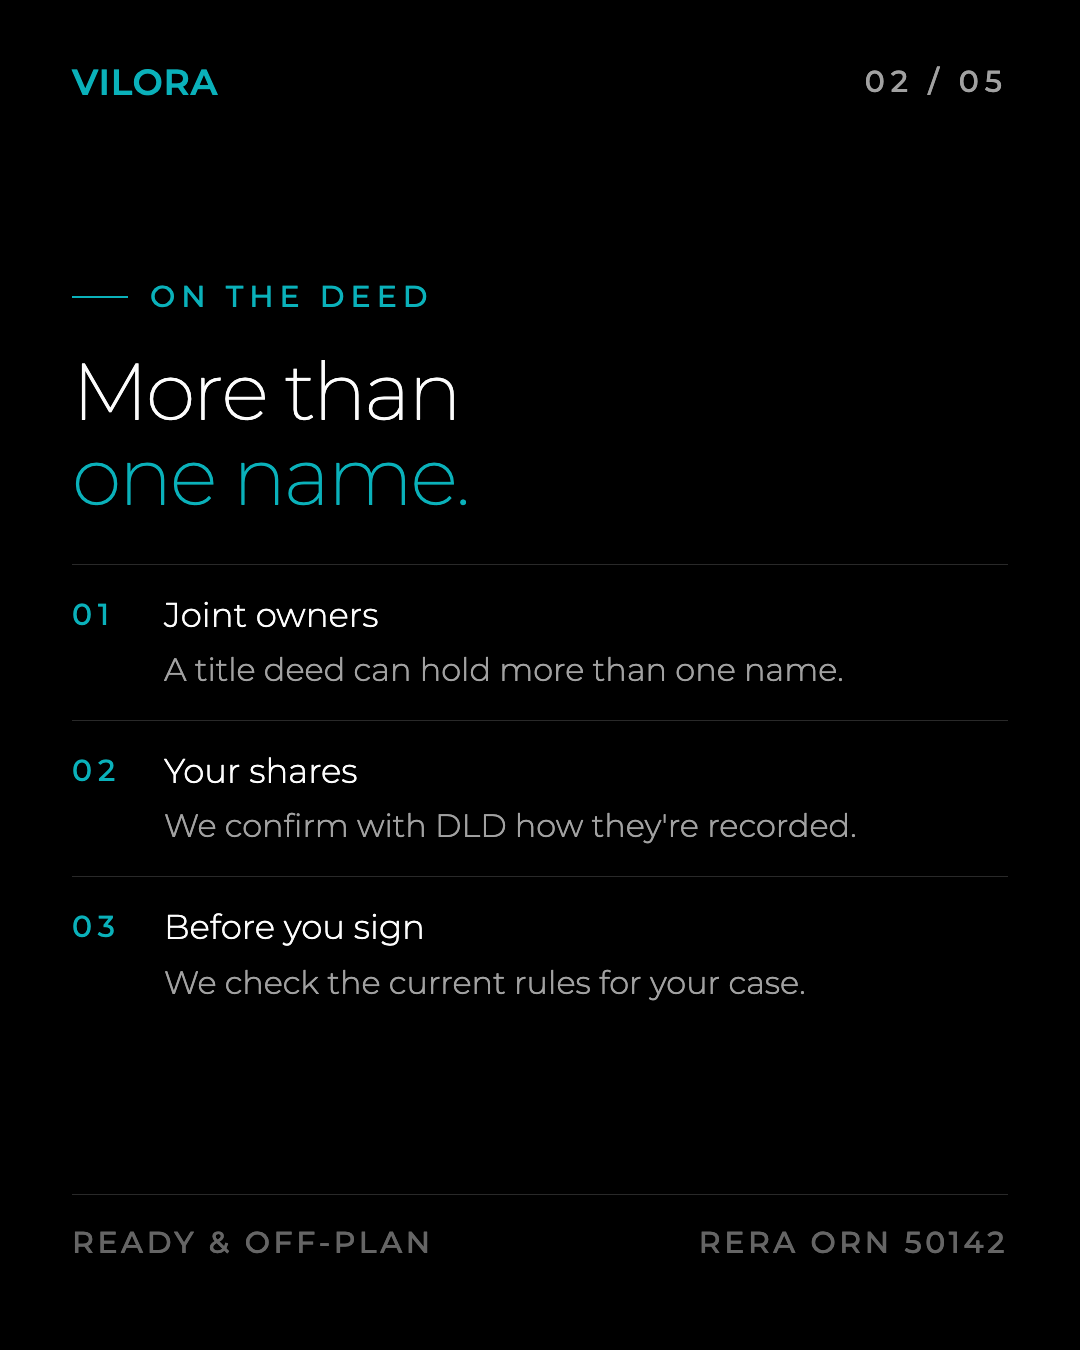 VILORA
02 / 05
ON THE DEED
More than
one name.
01 Joint owners
A title deed can hold more than one name.
02 Your shares
We confirm with DLD how they're recorded.
03 Before you sign
We check the current rules for your case.
READY & OFF-PLAN
RERA ORN 50142